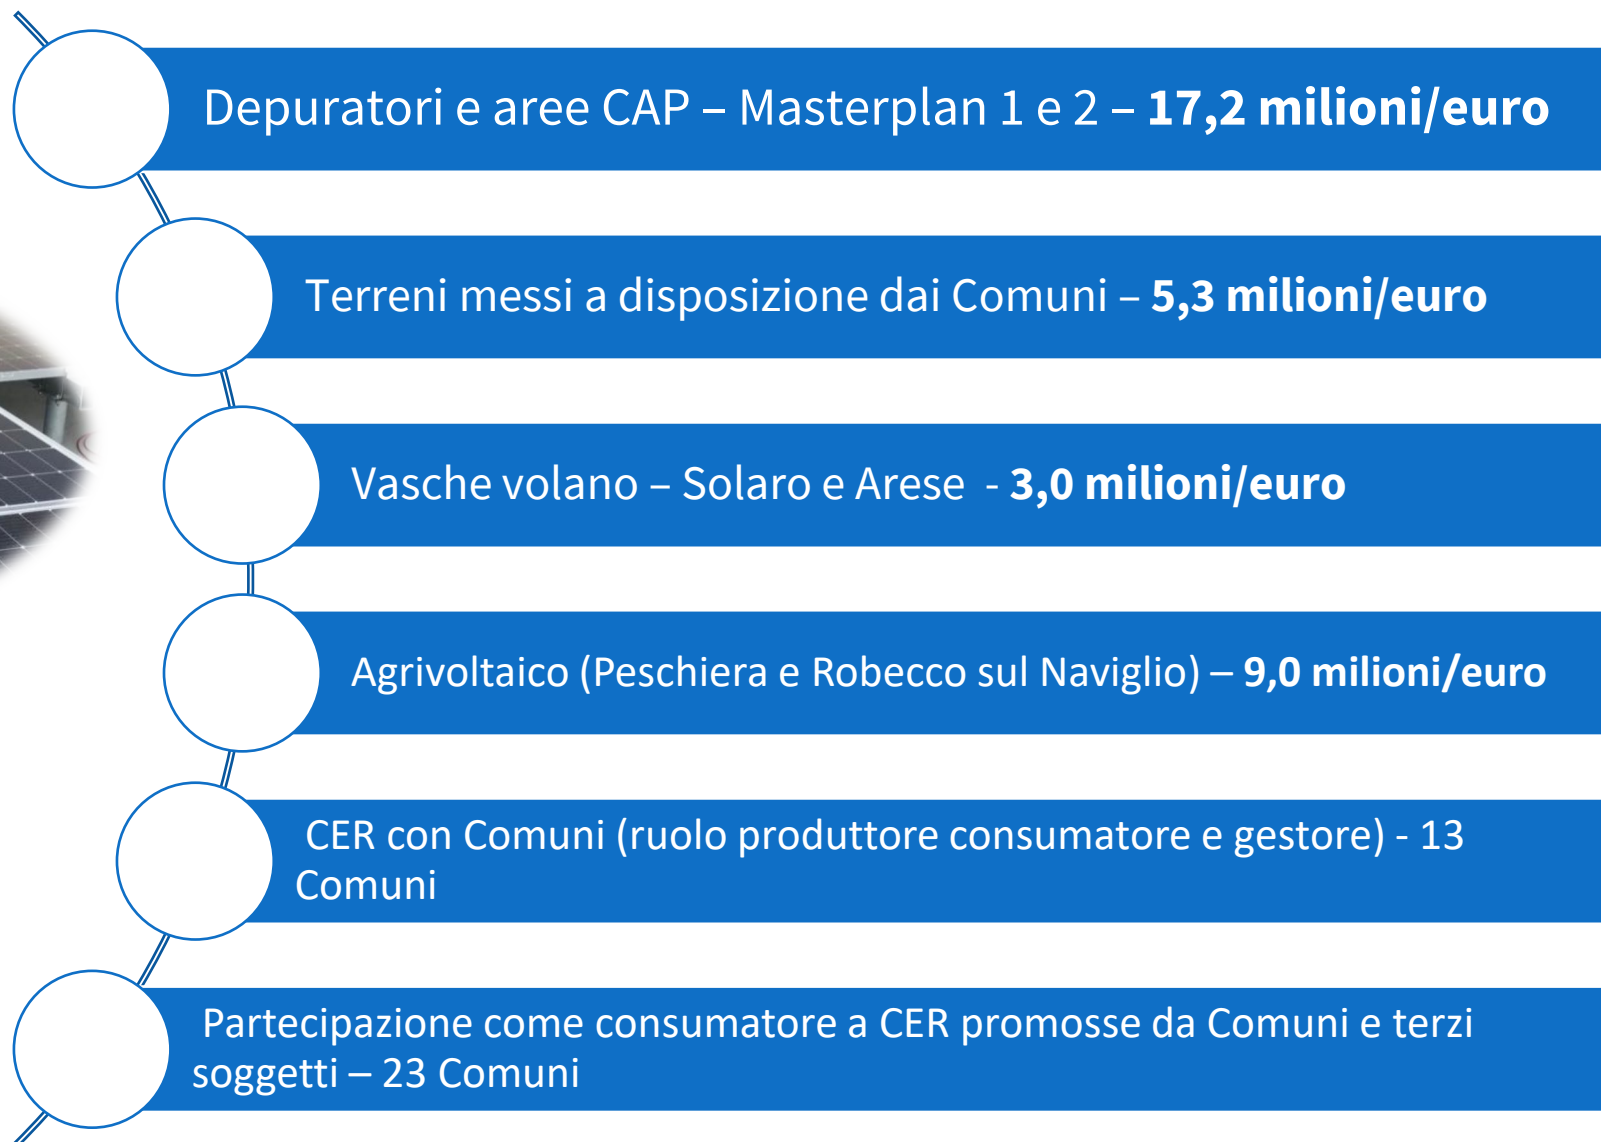 Depuratori e aree CAP – Masterplan 1 e 2 – 17,2 milioni/euro
Terreni messi a disposizione dai Comuni – 5,3 milioni/euro
Vasche volano – Solaro e Arese - 3,0 milioni/euro
Agrivoltaico (Peschiera e Robecco sul Naviglio) – 9,0 milioni/euro
CER con Comuni (ruolo produttore consumatore e gestore) - 13
Comuni
Partecipazione come consumatore a CER promosse da Comuni e terzi
soggetti – 23 Comuni